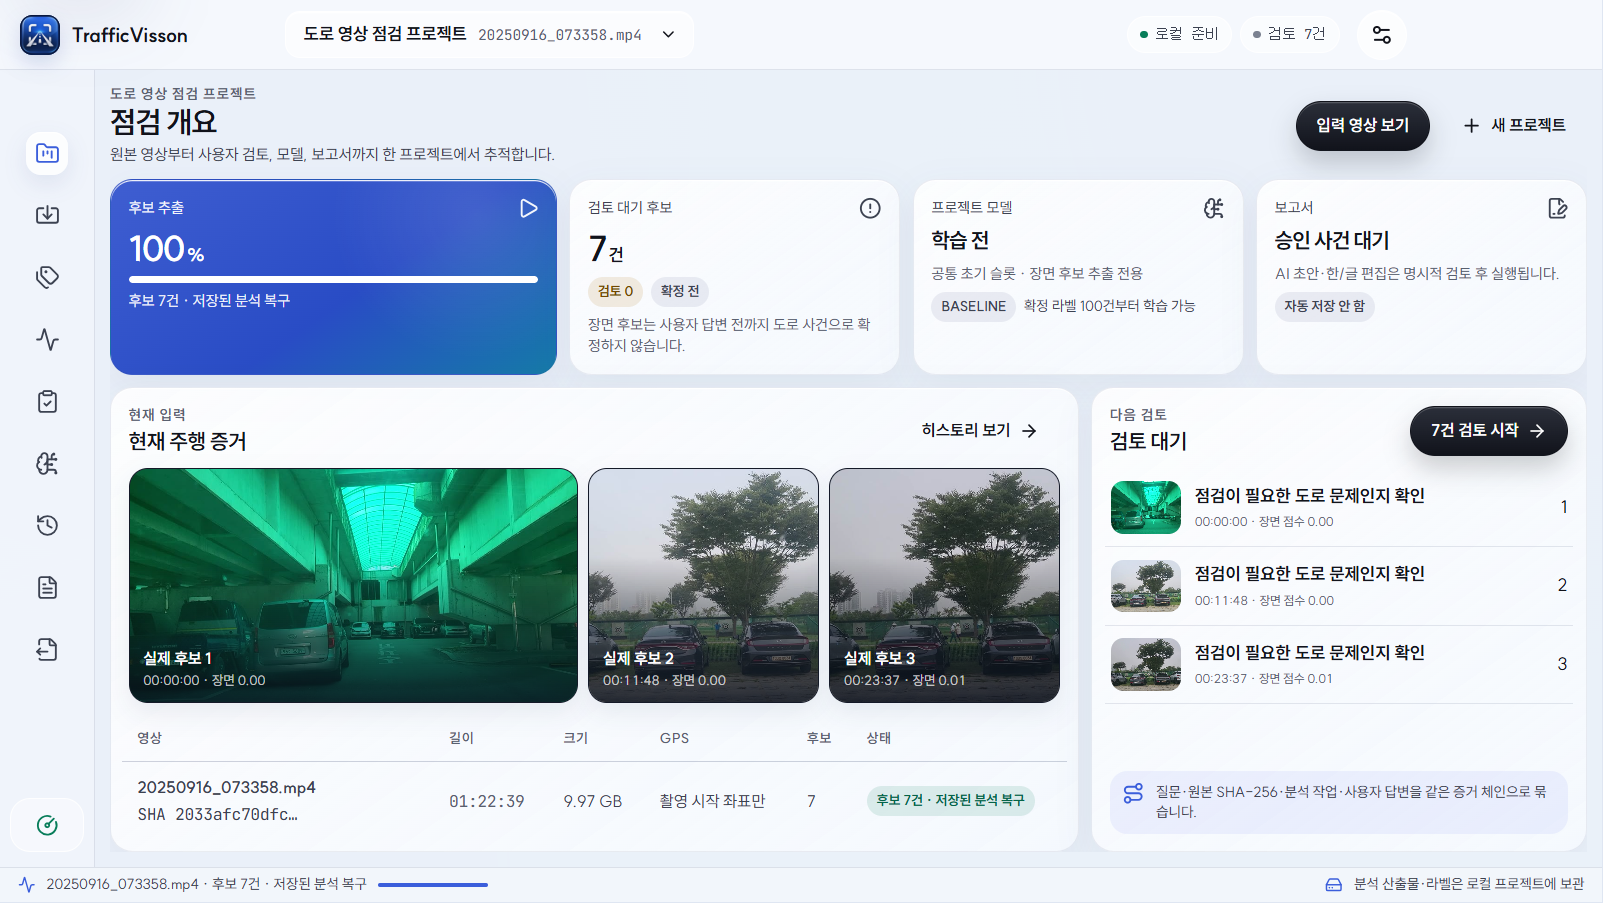 TrafficVisson
도로 영상 점검 프로젝트 20250916_073358.mp4
로컬 준비
검토 7건
도로 영상 점검 프로젝트
점검 개요
원본 영상부터 사용자 검토, 모델, 보고서까지 한 프로젝트에서 추적합니다.
입력 영상 보기
새 프로젝트
후보 추출
100%
후보 7건 · 저장된 분석 복구
검토 대기 후보
7건
검토 0 확정 전
장면 후보는 사용자 답변 전까지 도로 사건으로 확
정하지 않습니다.
프로젝트 모델
학습 전
공통 초기 슬롯 · 장면 후보 추출 전용
BASELINE 확정 라벨 100건부터 학습 가능
보고서
승인 사건 대기
AI 초안·한/글 편집은 명시적 검토 후 실행됩니다.
자동 저장 안 함
현재 입력
현재 주행 증거
히스토리 보기
실제 후보 1
00:00:00 · 장면 0.00
실제 후보 2
00:11:48 · 장면 0.00
실제 후보 3
00:23:37 · 장면 0.01
영상 길이 크기 GPS 후보 상태
20250916_073358.mp4
SHA 2033afc70dfc…
01:22:39 9.97 GB 촬영 시작 좌표만 7 후보 7건 · 저장된 분석 복구
다음 검토
검토 대기
7건 검토 시작
점검이 필요한 도로 문제인지 확인
00:00:00 · 장면 점수 0.00
1
점검이 필요한 도로 문제인지 확인
00:11:48 · 장면 점수 0.00
2
점검이 필요한 도로 문제인지 확인
00:23:37 · 장면 점수 0.01
3
질문·원본 SHA-256·분석 작업·사용자 답변을 같은 증거 체인으로 묶
습니다.
20250916_073358.mp4 · 후보 7건 · 저장된 분석 복구
분석 산출물·라벨은 로컬 프로젝트에 보관